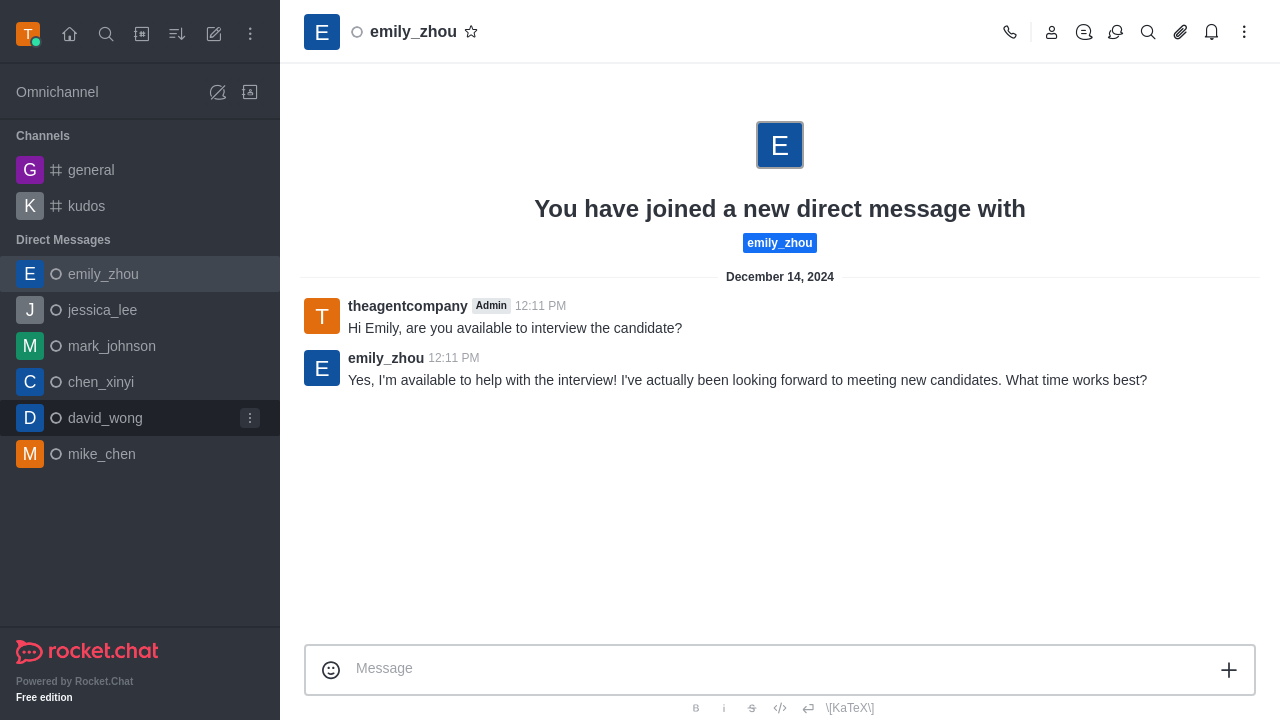 T
Omnichannel
Channels
G general
K kudos
Direct Messages
E emily_zhou
J jessica_lee
M mark_johnson
C chen_xinyi
D david_wong
M mike_chen
rocket.chat
Powered by Rocket.Chat
Free edition
E emily_zhou
E
You have joined a new direct message with
emily_zhou
December 14, 2024
T theagentcompany Admin 12:11 PM
Hi Emily, are you available to interview the candidate?
E emily_zhou 12:11 PM
Yes, I'm available to help with the interview! I've actually been looking forward to meeting new candidates. What time works best?
Message
B i S \[KaTeX\]